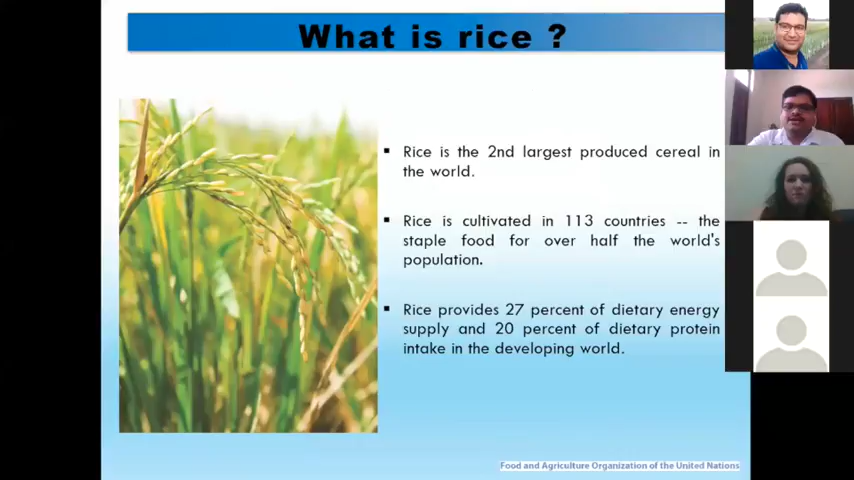 What is rice ?
Rice is the 2nd largest produced cereal in
the world.
Rice is cultivated in 113 countries -- the
staple food for over half the world's
population.
Rice provides 27 percent of dietary energy
supply and 20 percent of dietary protein
intake in the developing world.
Food and Agriculture Organization of the United Nations